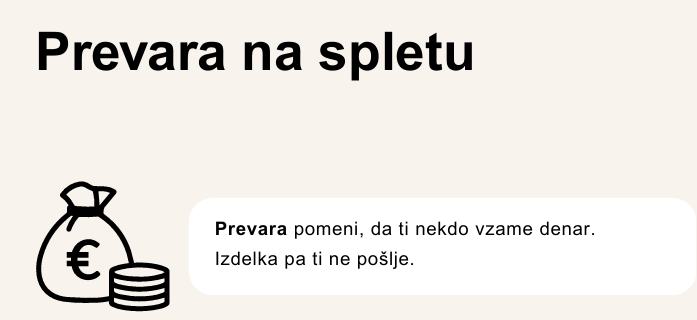 Prevara na spletu
€
Prevara pomeni, da ti nekdo vzame denar.
Izdelka pa ti ne pošlje.